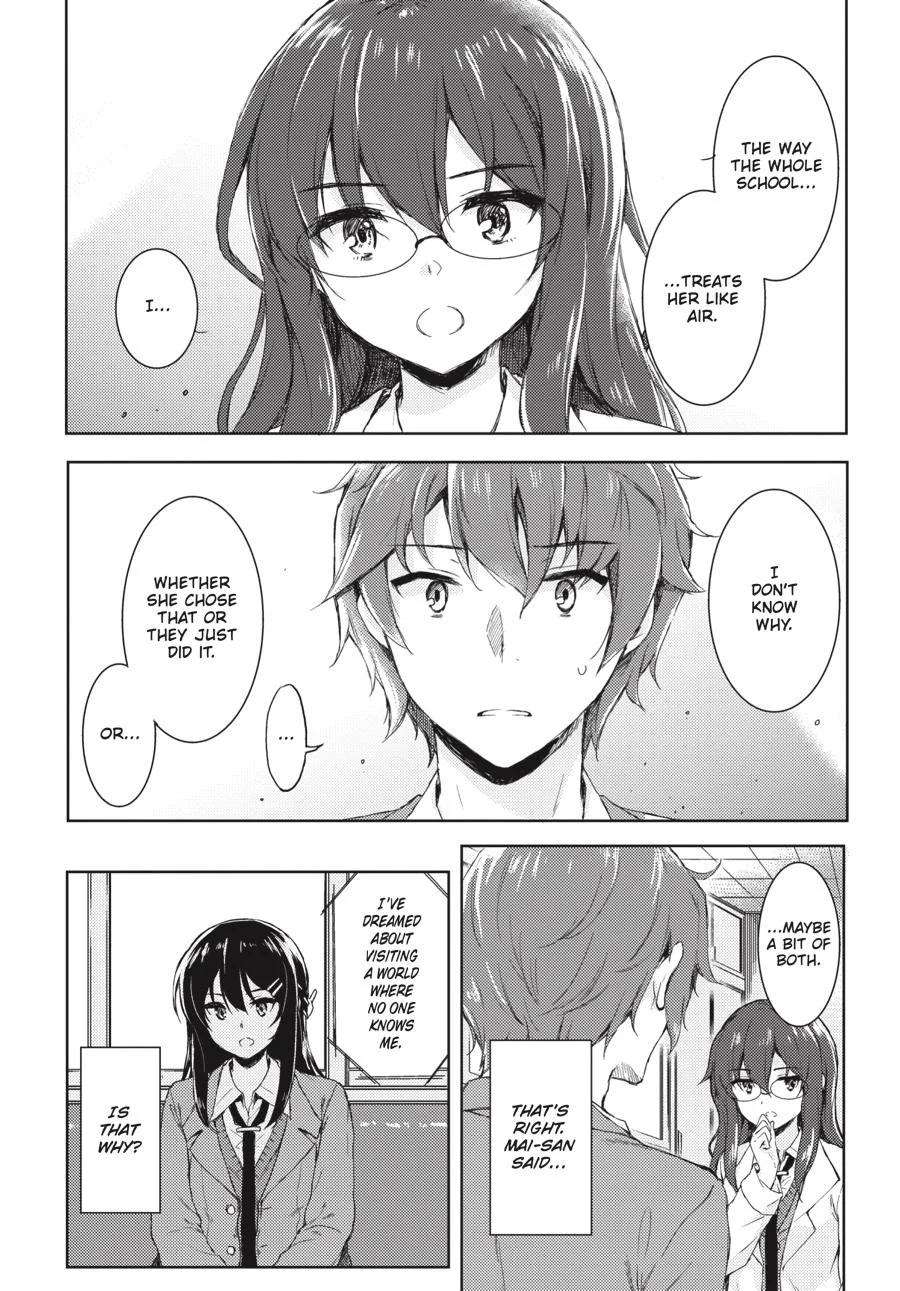 THE WAY
THE WHOLE
SCHOOL...
...TREATS
HER LIKE
AIR.
I...
I
DON'T
KNOW
WHY.
WHETHER
SHE CHOSE
THAT OR
THEY JUST
DID IT.
OR...
...
...MAYBE
A BIT OF
BOTH.
THAT'S
RIGHT.
MAI-SAN
SAID...
I'VE
DREAMED
ABOUT
VISITING
A WORLD
WHERE
NO ONE
KNOWS
ME.
IS
THAT
WHY?